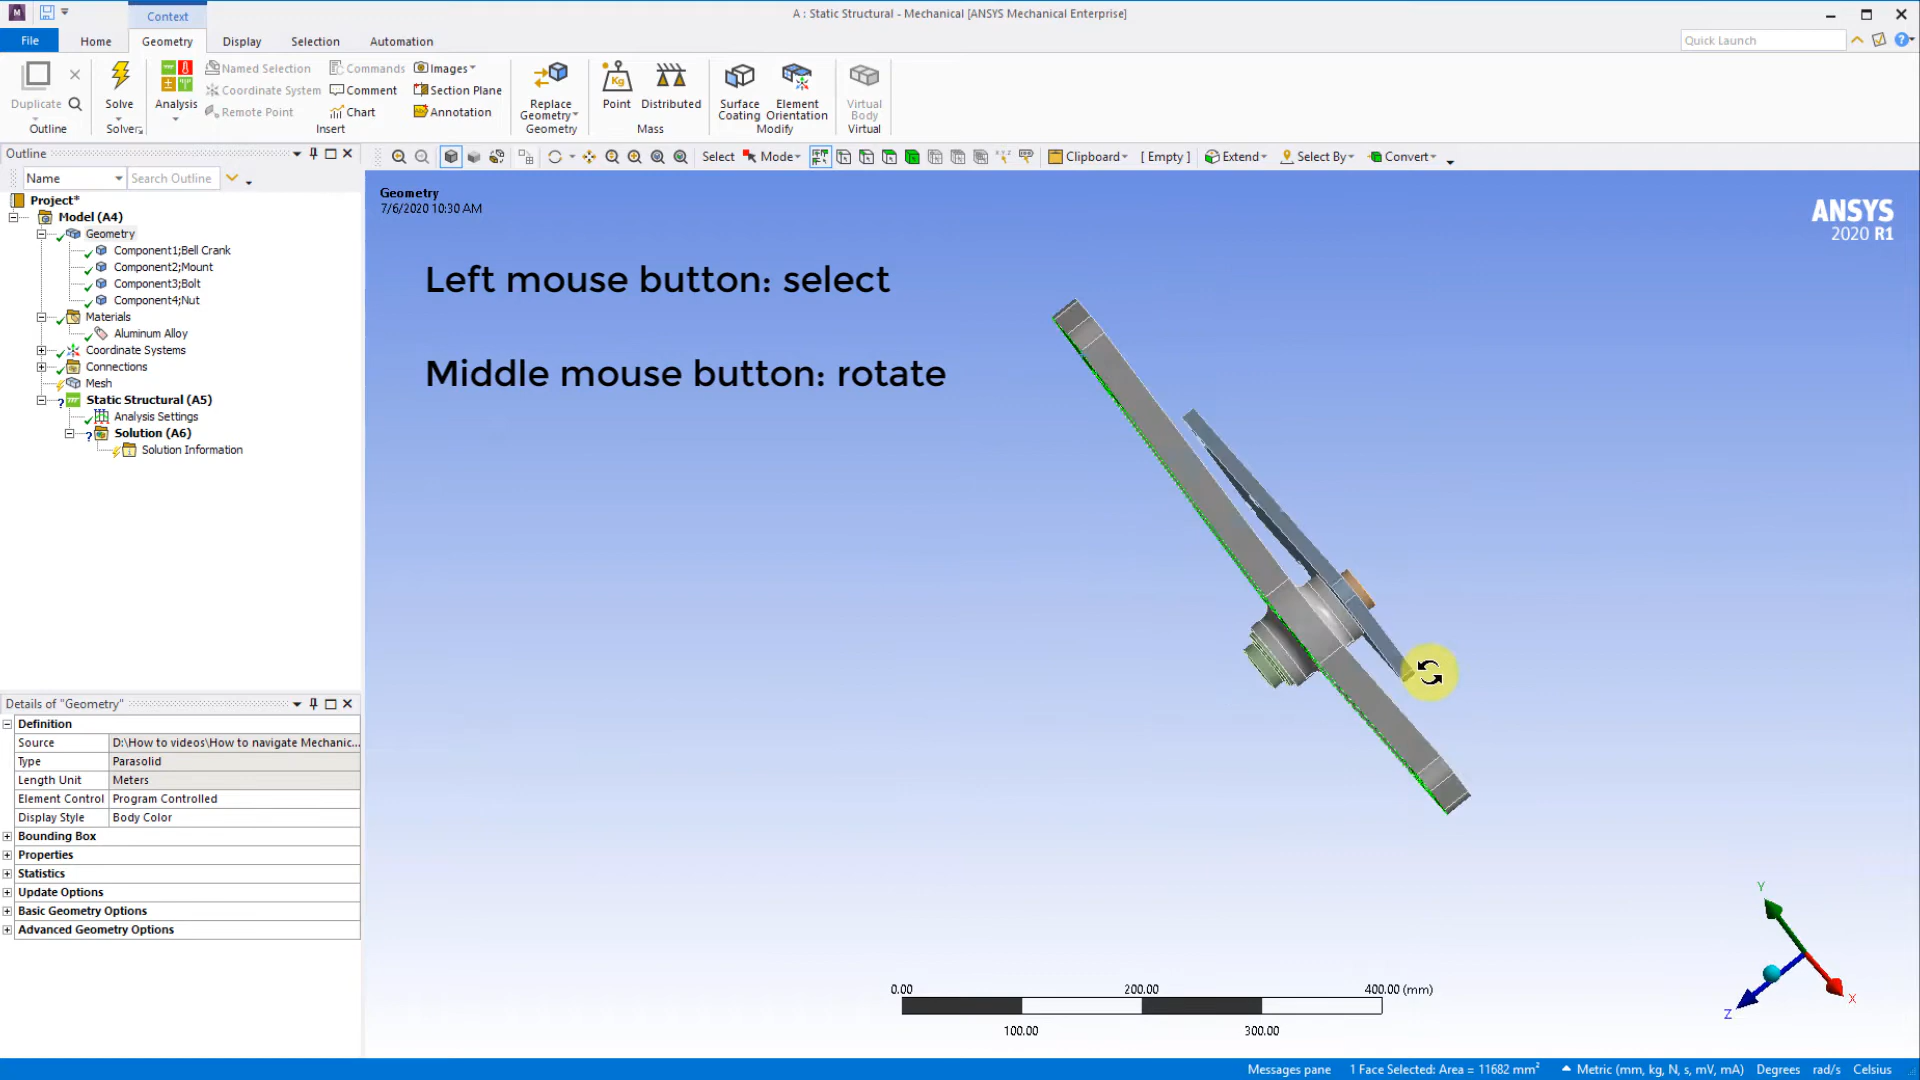 Context
A : Static Structural - Mechanical [ANSYS Mechanical Enterprise]
File
Home
Geometry
Display
Selection
Automation
Quick Launch
Duplicate
Outline
Solve
Solver
Analysis
Named Selection
Coordinate System
Remote Point
Commands
Comment
Chart
Images
Section Plane
Annotation
Insert
Replace
Geometry
Geometry
Kg
Point
Distributed
Mass
Surface
Coating
Element
Orientation
Modify
Virtual
Body
Virtual
Outline
Name
Search Outline
Select
Mode
Clipboard
[ Empty ]
Extend
Select By
Convert
Project*
Model (A4)
Geometry
Component1;Bell Crank
Component2;Mount
Component3;Bolt
Component4;Nut
Materials
Aluminum Alloy
Coordinate Systems
Connections
Mesh
Static Structural (A5)
Analysis Settings
Solution (A6)
Solution Information
Geometry
7/6/2020 10:30 AM
ANSYS
2020 R1
Left mouse button: select
Middle mouse button: rotate
Details of "Geometry"
Definition
Source D:\How to videos\How to navigate Mechanic...
Type Parasolid
Length Unit Meters
Element Control Program Controlled
Display Style Body Color
Bounding Box
Properties
Statistics
Update Options
Basic Geometry Options
Advanced Geometry Options
0.00 200.00 400.00 (mm)
100.00 300.00
Y
X
Z
Messages pane 1 Face Selected: Area = 11682 mm² Metric (mm, kg, N, s, mV, mA) Degrees rad/s Celsius